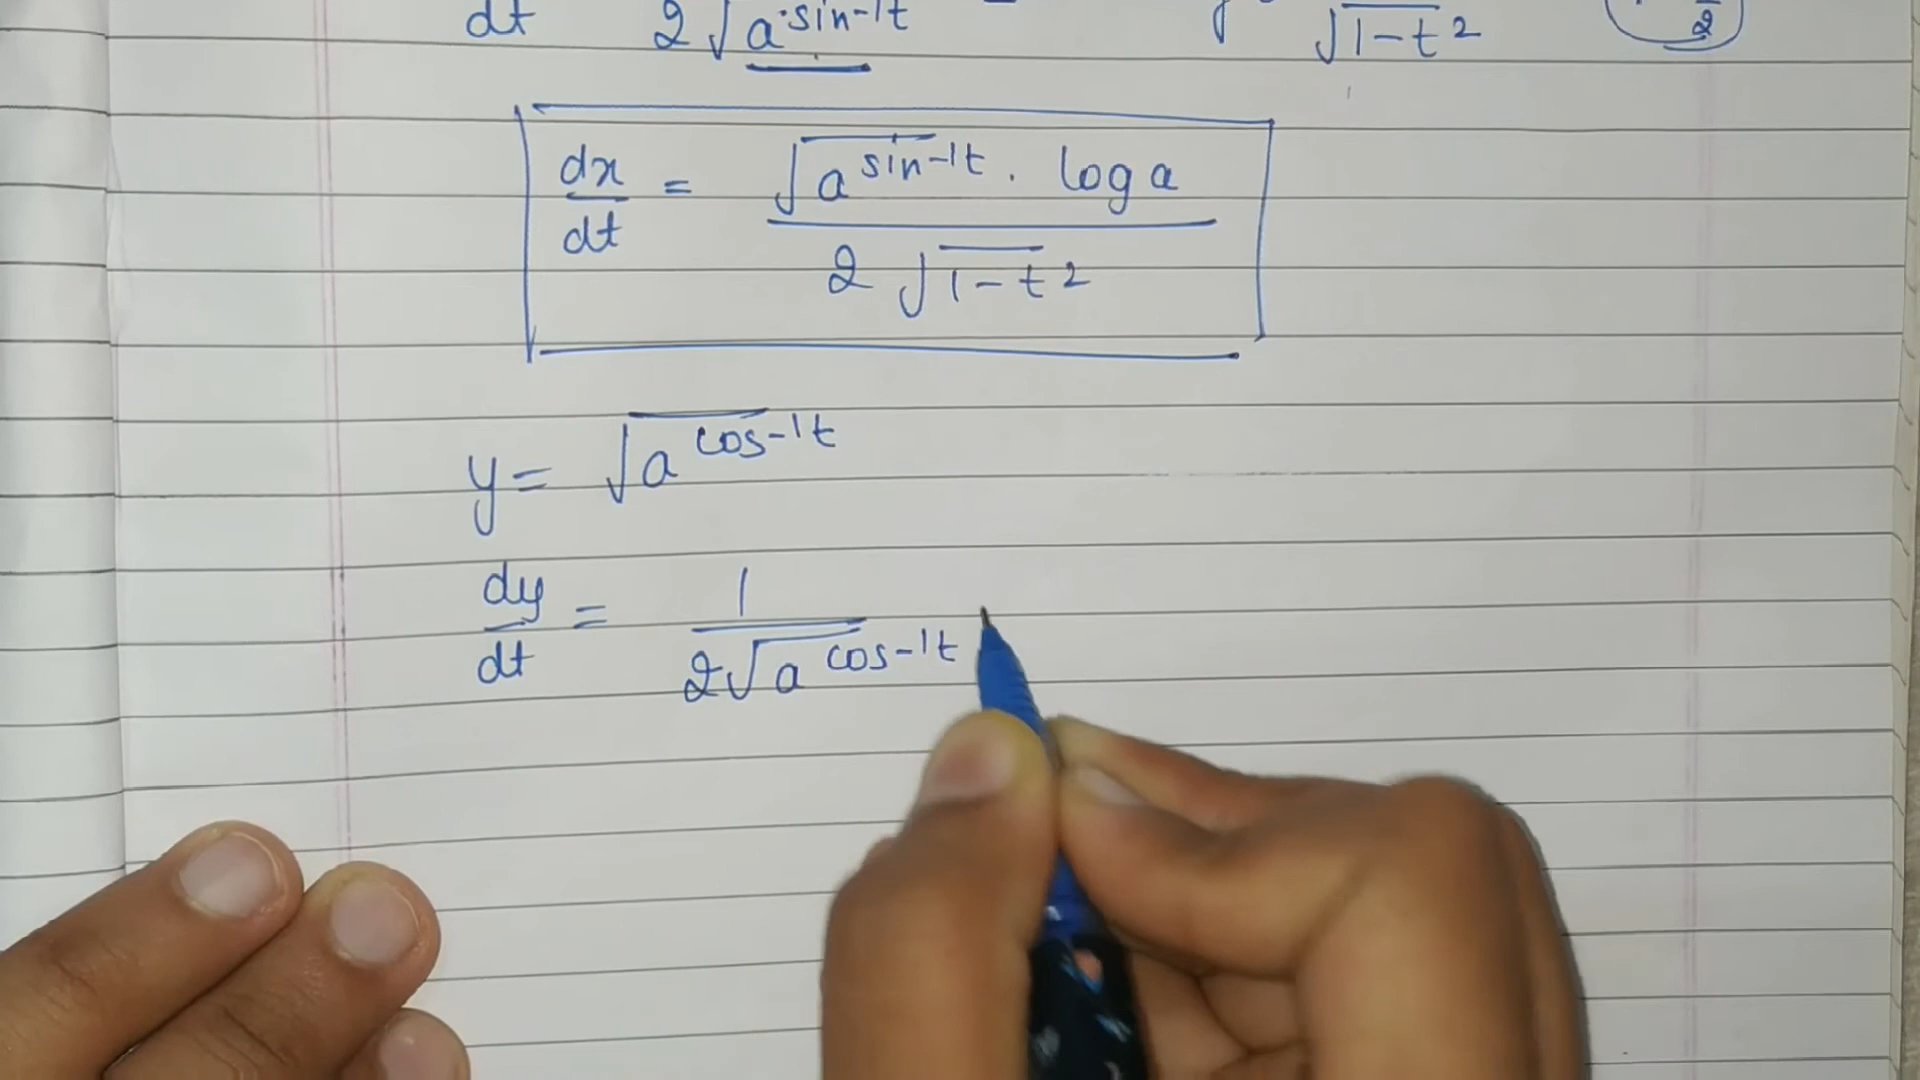 dt 2√a^sin-1t √1-t² 2
dx/dt = √a^sin-1t . log a / 2√1-t²
y = √a^cos-1t
dy/dt = 1 / 2√a^cos-1t